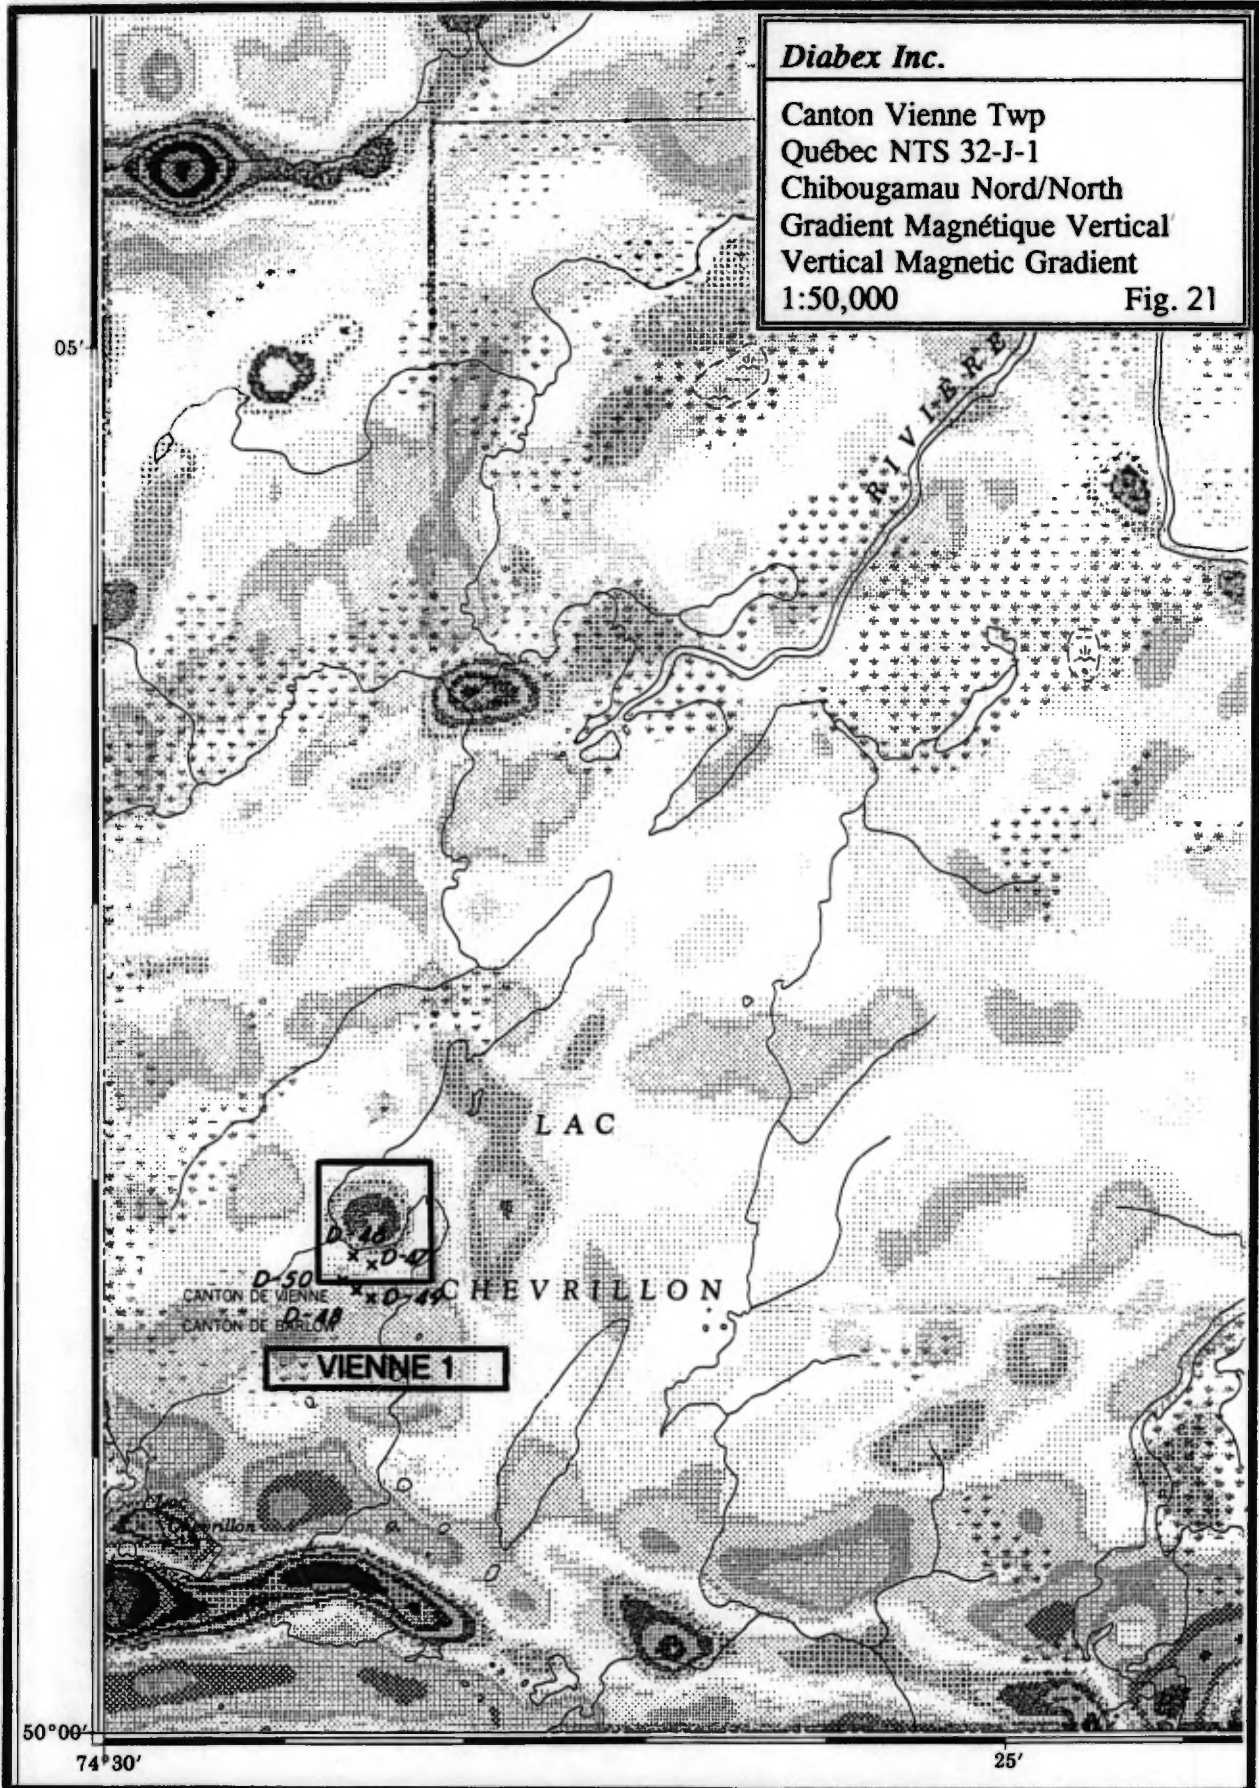 Diabex Inc.
Canton Vienne Twp
Québec NTS 32-J-1
Chibougamau Nord/North
Gradient Magnétique Vertical
Vertical Magnetic Gradient
1:50,000 Fig. 21
05′
RIVIÈRE
LAC
D-46
D-47
D-50
CANTON DE VIENNE
D-49
CHEVRILLON
D-48
CANTON DE BARLOW
VIENNE 1
50°00′
74°30′
25′